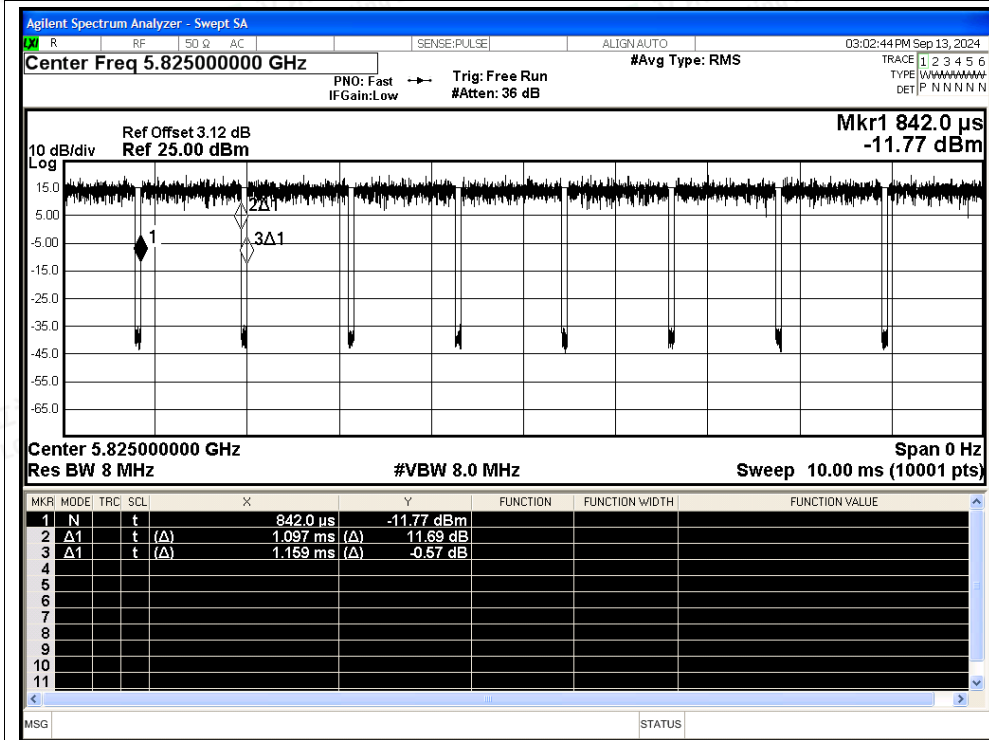 Agilent Spectrum Analyzer - Swept SA
LXI R RF 50 Ω AC SENSE:PULSE ALIGN AUTO 03:02:44 PM Sep 13, 2024
Center Freq 5.825000000 GHz
PNO: Fast
IFGain:Low
Trig: Free Run
#Atten: 36 dB
#Avg Type: RMS
TRACE 1 2 3 4 5 6
TYPE
DET P N N N N N
Mkr1 842.0 µs
-11.77 dBm
Ref Offset 3.12 dB
10 dB/div Ref 25.00 dBm
Log
15.0
5.00
-5.00
-15.0
-25.0
-35.0
-45.0
-55.0
-65.0
2Δ1
1
3Δ1
Center 5.825000000 GHz Span 0 Hz
Res BW 8 MHz #VBW 8.0 MHz Sweep 10.00 ms (10001 pts)
MKR MODE TRC SCL X Y FUNCTION FUNCTION WIDTH FUNCTION VALUE
1 N t 842.0 µs -11.77 dBm
2 Δ1 t (Δ) 1.097 ms (Δ) 11.69 dB
3 Δ1 t (Δ) 1.159 ms (Δ) -0.57 dB
4
5
6
7
8
9
10
11
MSG STATUS